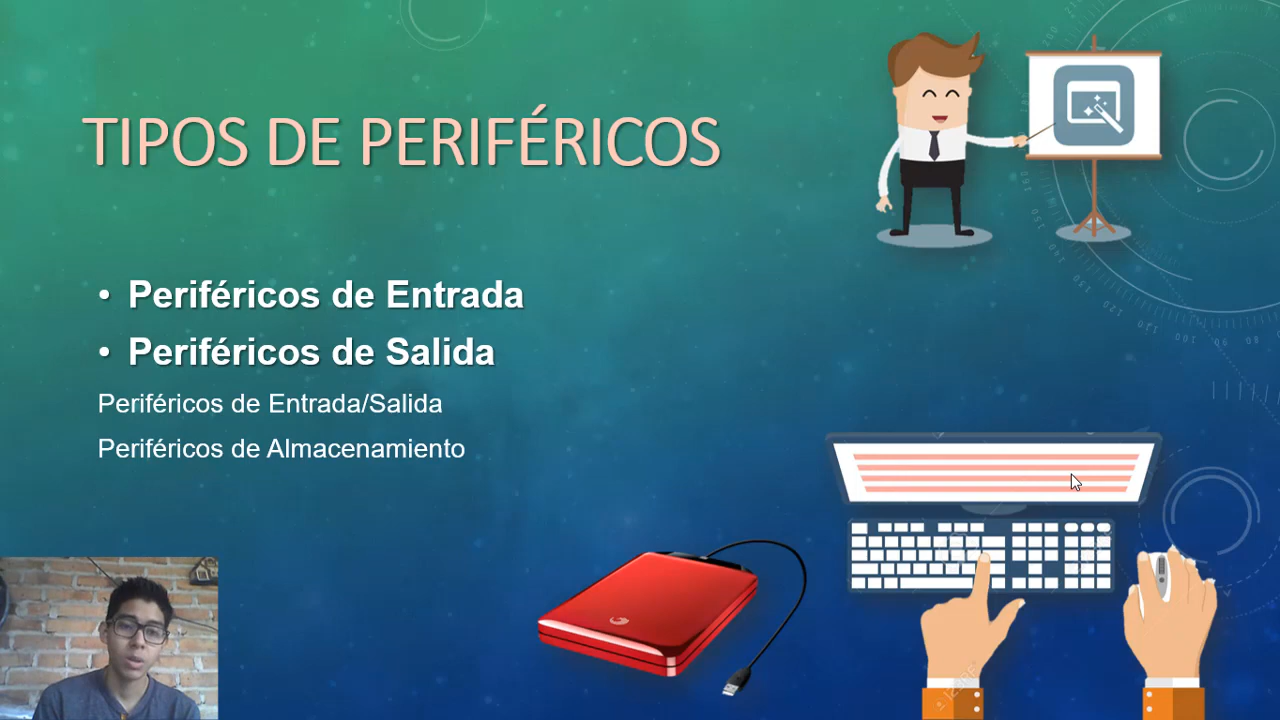 TIPOS DE PERIFÉRICOS
• Periféricos de Entrada
• Periféricos de Salida
Periféricos de Entrada/Salida
Periféricos de Almacenamiento